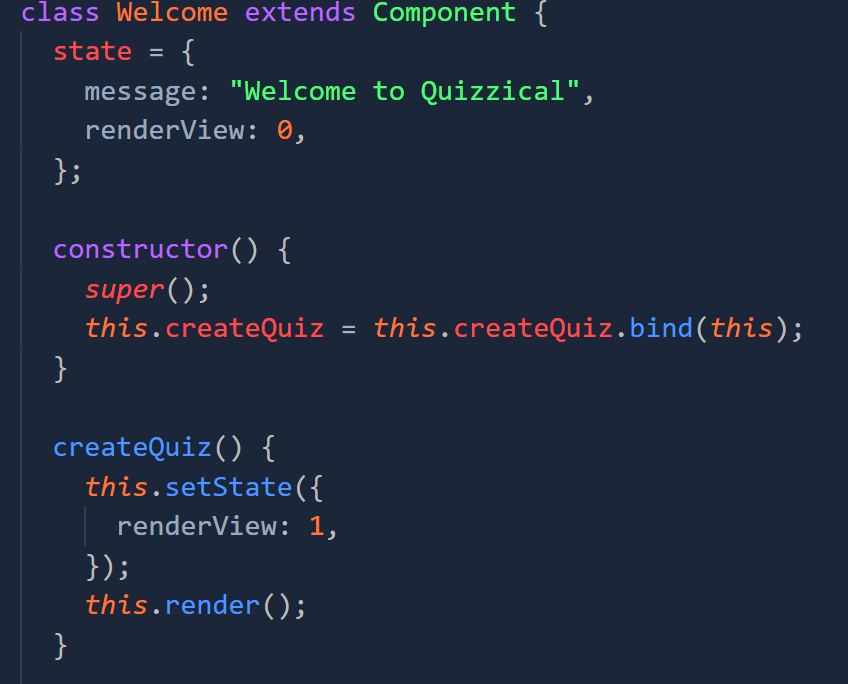 class Welcome extends Component {
  state = {
    message: "Welcome to Quizzical",
    renderView: 0,
  };

  constructor() {
    super();
    this.createQuiz = this.createQuiz.bind(this);
  }

  createQuiz() {
    this.setState({
      renderView: 1,
    });
    this.render();
  }